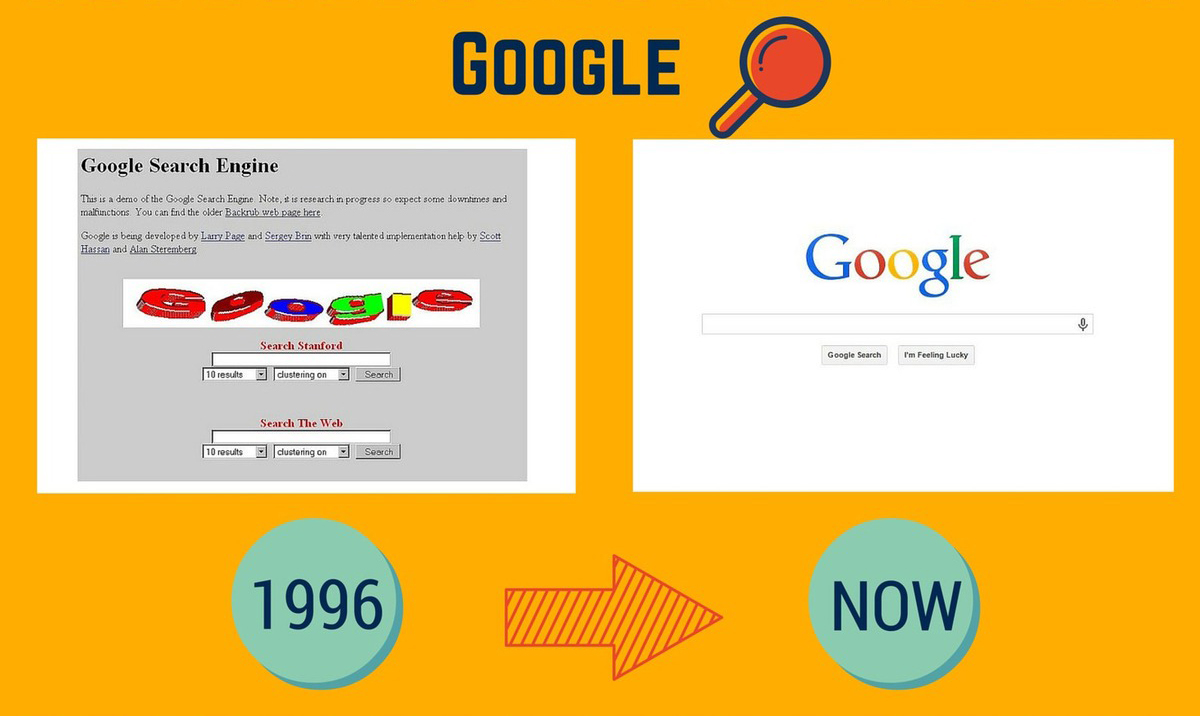 GOOGLE
Google Search Engine
This is a demo of the Google Search Engine. Note, it is research in progress so expect some downtimes and
malfunctions. You can find the older Backrub web page here.
Google is being developed by Larry Page and Sergey Brin with very talented implementation help by Scott
Hassan and Alan Steremberg.
Google
Search Stanford
10 results clustering on Search
Search The Web
10 results clustering on Search
Google
Google Search I'm Feeling Lucky
1996
NOW